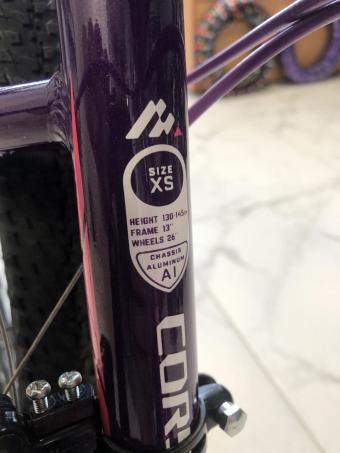 SIZE
XS
HEIGHT 130-145cm
FRAME 13"
WHEELS 26"
CHASSIS
ALUMINUM
Al
COR